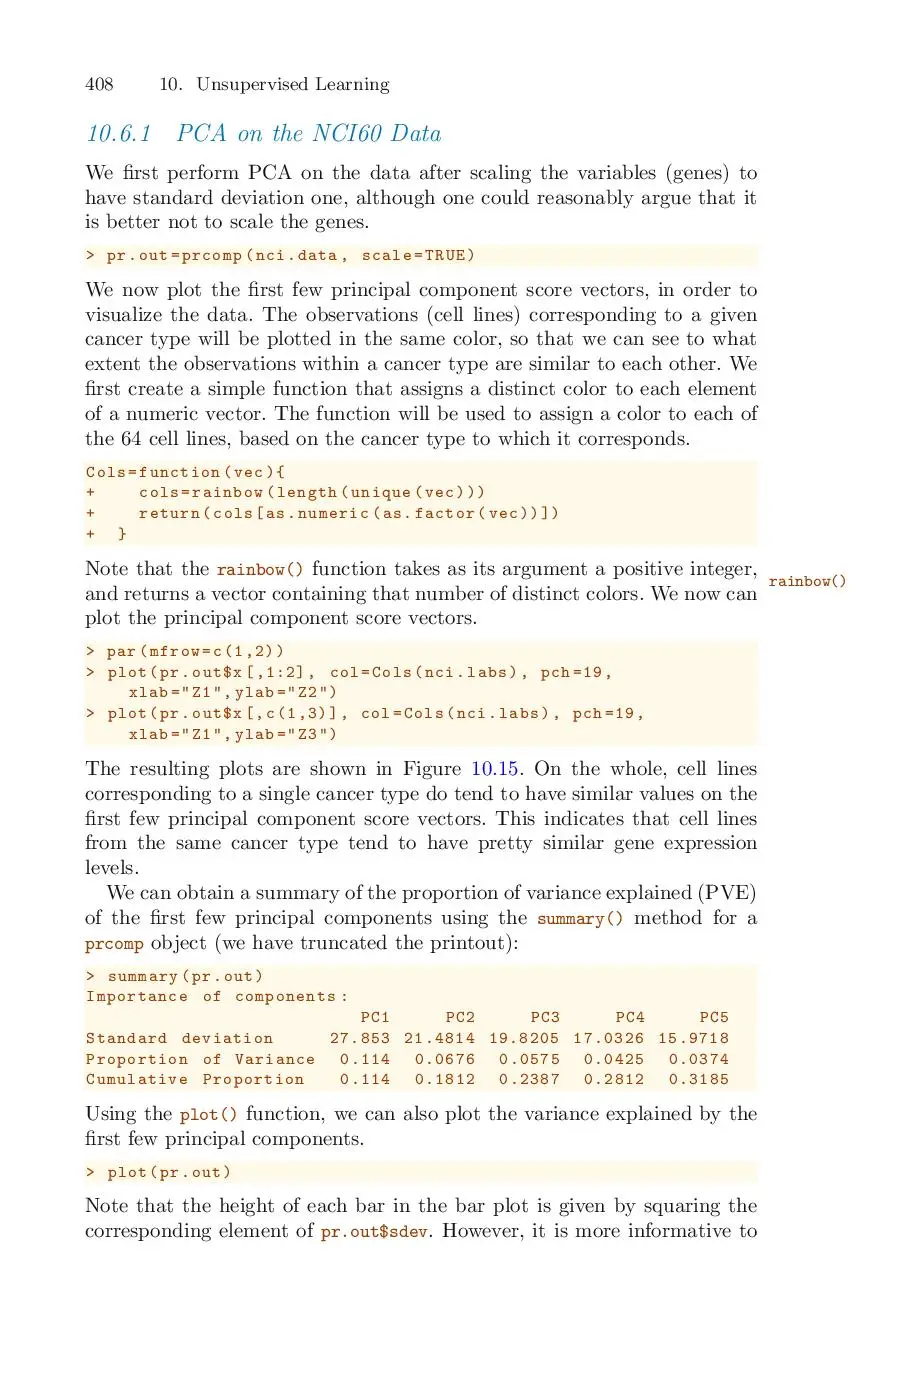 408 10. Unsupervised Learning
10.6.1 PCA on the NCI60 Data
We first perform PCA on the data after scaling the variables (genes) to
have standard deviation one, although one could reasonably argue that it
is better not to scale the genes.
> pr.out=prcomp(nci.data, scale=TRUE)
We now plot the first few principal component score vectors, in order to
visualize the data. The observations (cell lines) corresponding to a given
cancer type will be plotted in the same color, so that we can see to what
extent the observations within a cancer type are similar to each other. We
first create a simple function that assigns a distinct color to each element
of a numeric vector. The function will be used to assign a color to each of
the 64 cell lines, based on the cancer type to which it corresponds.
Cols=function(vec){
+ cols=rainbow(length(unique(vec)))
+ return(cols[as.numeric(as.factor(vec))])
+ }
Note that the rainbow() function takes as its argument a positive integer,
rainbow()
and returns a vector containing that number of distinct colors. We now can
plot the principal component score vectors.
> par(mfrow=c(1,2))
> plot(pr.out$x[,1:2], col=Cols(nci.labs), pch=19,
xlab="Z1",ylab="Z2")
> plot(pr.out$x[,c(1,3)], col=Cols(nci.labs), pch=19,
xlab="Z1",ylab="Z3")
The resulting plots are shown in Figure 10.15. On the whole, cell lines
corresponding to a single cancer type do tend to have similar values on the
first few principal component score vectors. This indicates that cell lines
from the same cancer type tend to have pretty similar gene expression
levels.
We can obtain a summary of the proportion of variance explained (PVE)
of the first few principal components using the summary() method for a
prcomp object (we have truncated the printout):
> summary(pr.out)
Importance of components:
PC1 PC2 PC3 PC4 PC5
Standard deviation 27.853 21.4814 19.8205 17.0326 15.9718
Proportion of Variance 0.114 0.0676 0.0575 0.0425 0.0374
Cumulative Proportion 0.114 0.1812 0.2387 0.2812 0.3185
Using the plot() function, we can also plot the variance explained by the
first few principal components.
> plot(pr.out)
Note that the height of each bar in the bar plot is given by squaring the
corresponding element of pr.out$sdev. However, it is more informative to